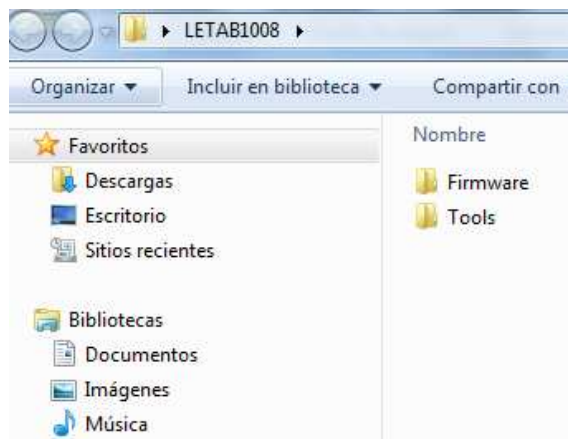 LETAB1008
Organizar Incluir en biblioteca Compartir con
Favoritos
Descargas
Escritorio
Sitios recientes
Bibliotecas
Documentos
Imágenes
Música
Nombre
Firmware
Tools